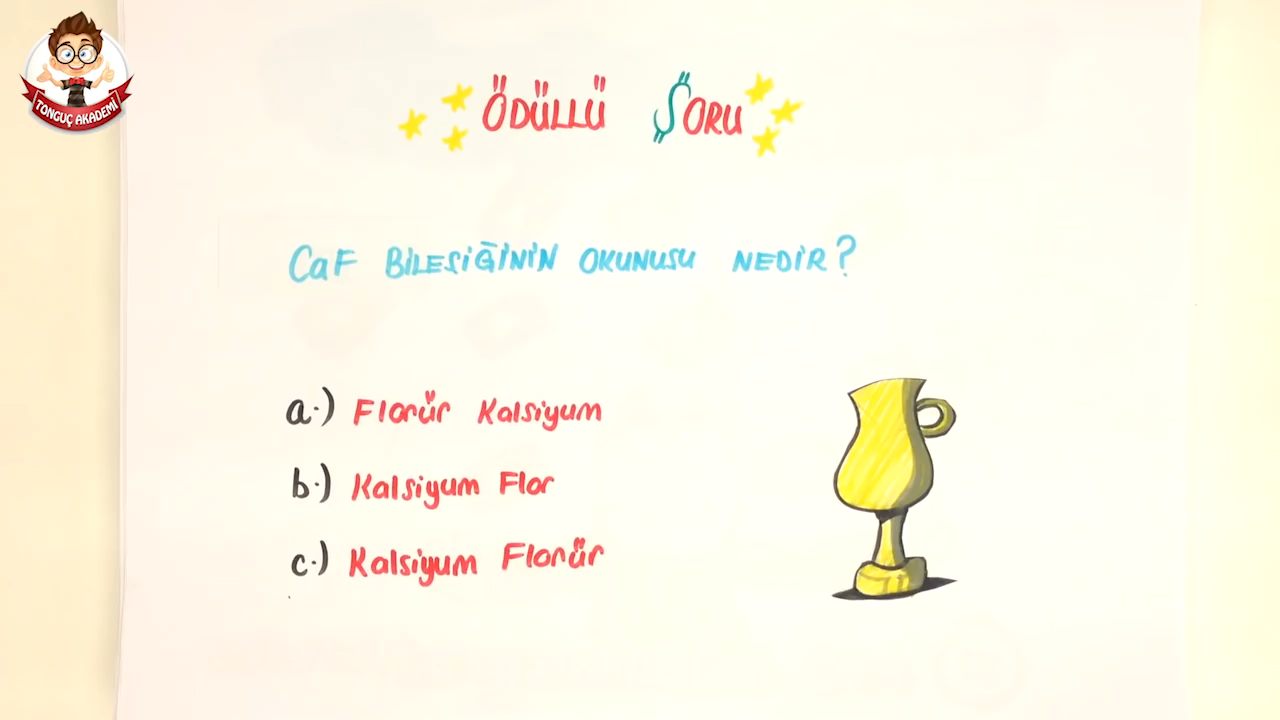 TONGUÇ AKADEMİ
ÖDÜLLÜ SORU
CaF BİLEŞİĞİNİN OKUNUSU NEDİR?
a.) Florür Kalsiyum
b.) Kalsiyum Flor
c.) Kalsiyum Florür